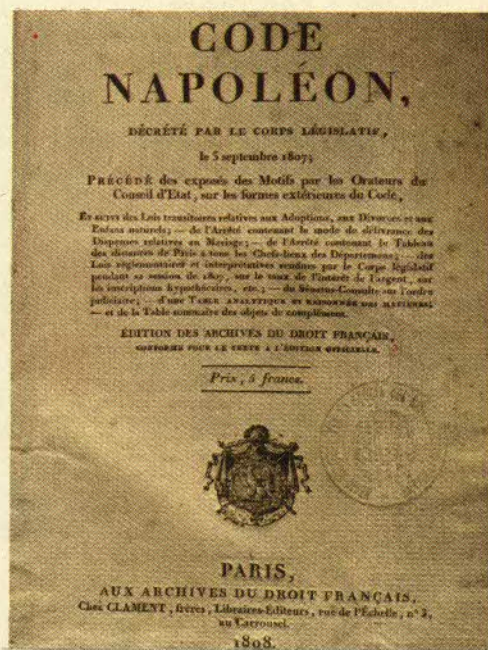 CODE
NAPOLÉON,
DÉCRÉTÉ PAR LE CORPS LÉGISLATIF,
le 5 septembre 1807;
PRÉCÉDÉ des exposés des Motifs par les Orateurs du
Conseil d'Etat, sur les formes extérieures du Code,
ET SUIVI des Lois transitoires relatives aux Adoptions, aux Divorces et aux
Enfans naturels; — de l'Arrêté contenant le mode de délivrance des
Dispenses relatives au Mariage; — de l'Arrêté contenant le Tableau
des distances de Paris à tous les Chefs-lieux des Départemens; — des
Lois réglementaires et interprétatives rendues par le Corps législatif
pendant sa session de 1807, sur le taux de l'intérêt de l'argent, sur
les inscriptions hypothécaires, etc.; — du Sénatus-Consulte sur l'ordre
judiciaire; — d'une TABLE ANALYTIQUE ET RAISONNÉE DES MATIÈRES;
— et de la Table sommaire des objets de complément.
ÉDITION DES ARCHIVES DU DROIT FRANÇAIS,
CONFORME POUR LE TEXTE A L'ÉDITION OFFICIELLE.
Prix, 5 francs.
PARIS,
AUX ARCHIVES DU DROIT FRANÇAIS,
Chez CLAMENT, frères, Libraires-Editeurs, rue de l'Échelle, n° 3,
au Carrousel.
1808.